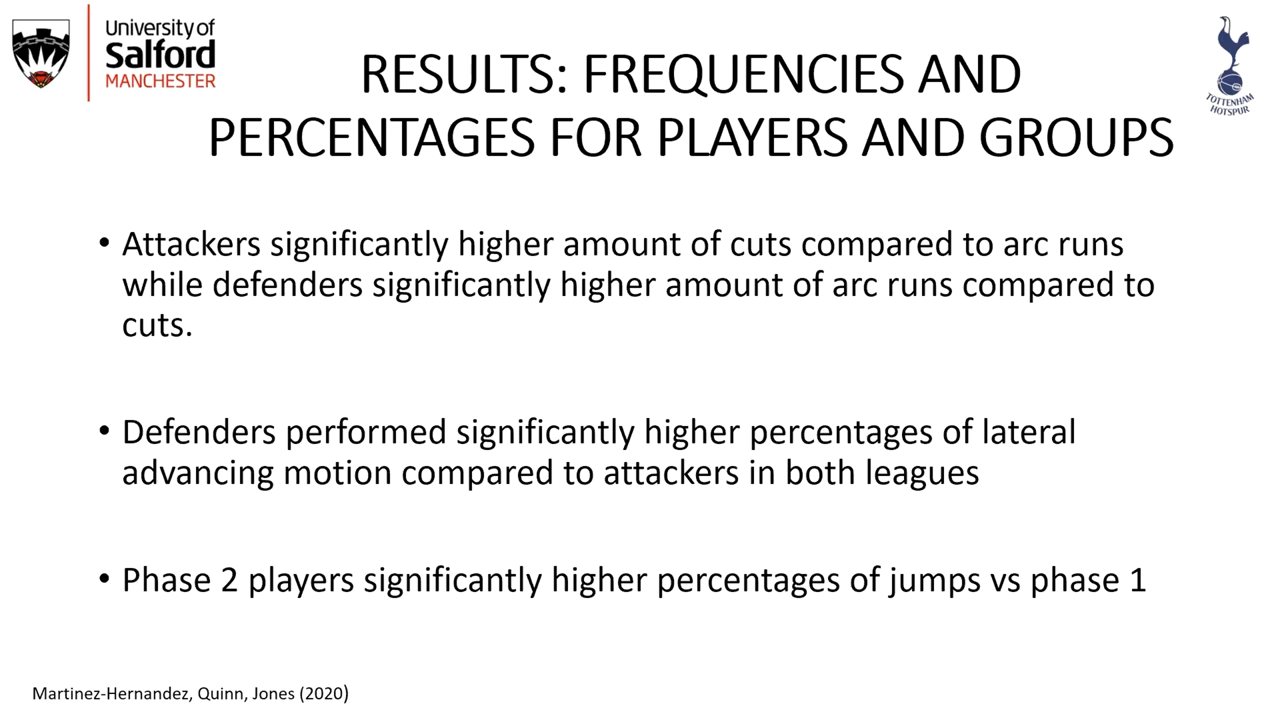 University of
Salford
MANCHESTER
TOTTENHAM
HOTSPUR
RESULTS: FREQUENCIES AND
PERCENTAGES FOR PLAYERS AND GROUPS
• Attackers significantly higher amount of cuts compared to arc runs
while defenders significantly higher amount of arc runs compared to
cuts.
• Defenders performed significantly higher percentages of lateral
advancing motion compared to attackers in both leagues
• Phase 2 players significantly higher percentages of jumps vs phase 1
Martinez-Hernandez, Quinn, Jones (2020)